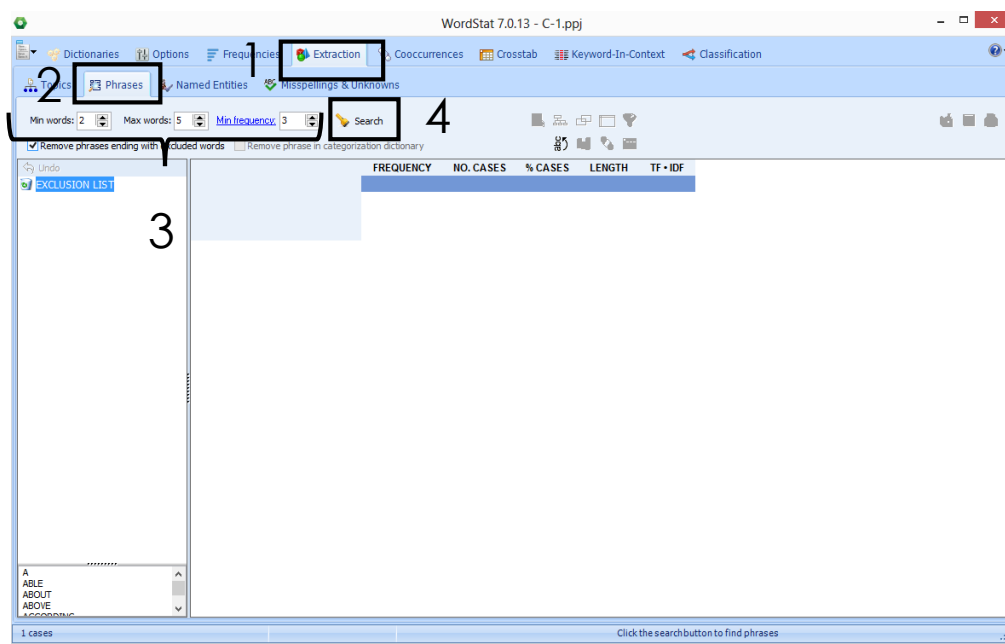 WordStat 7.0.13 - C-1.ppj
Dictionaries Options Frequencies 1 Extraction Cooccurrences Crosstab Keyword-In-Context Classification
2 Topics Phrases Named Entities Misspellings & Unknowns
Min words: 2 Max words: 5 Min frequency: 3 Search 4
Remove phrases ending with excluded words Remove phrase in categorization dictionary
Undo
FREQUENCY NO. CASES % CASES LENGTH TF • IDF
EXCLUSION LIST
3
A
ABLE
ABOUT
ABOVE
ACCORDING
1 cases Click the search button to find phrases